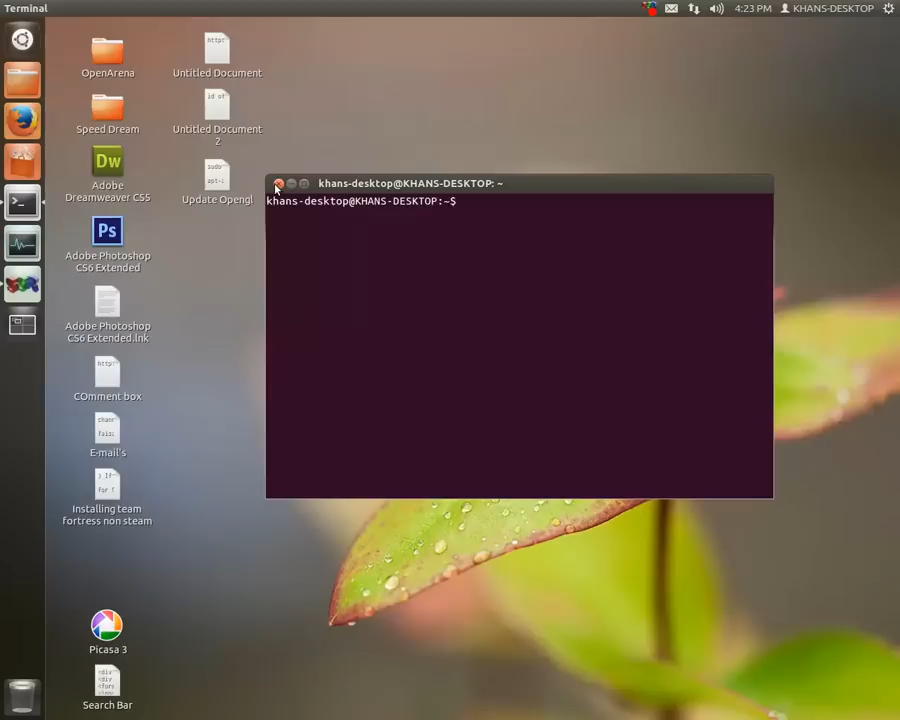 Terminal
4:23 PM
KHANS-DESKTOP
OpenArena
Untitled Document
Speed Dream
Untitled Document
2
Dw
Adobe
Dreamweaver CS5
Update Opengl
khans-desktop@KHANS-DESKTOP: ~
khans-desktop@KHANS-DESKTOP:~$
Ps
Adobe Photoshop
CS6 Extended
Adobe Photoshop
CS6 Extended.lnk
COmment box
E-mail's
Installing team
fortress non steam
Picasa 3
Search Bar